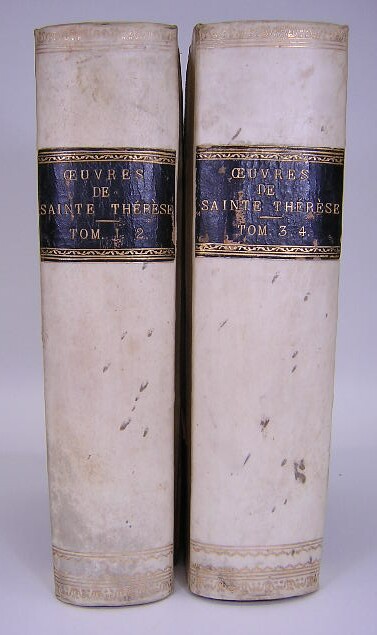 ŒUVRES
DE
SAINTE THÉRÈSE
TOM. 1. 2.
ŒUVRES
DE
SAINTE THÉRÈSE
TOM. 3. 4.